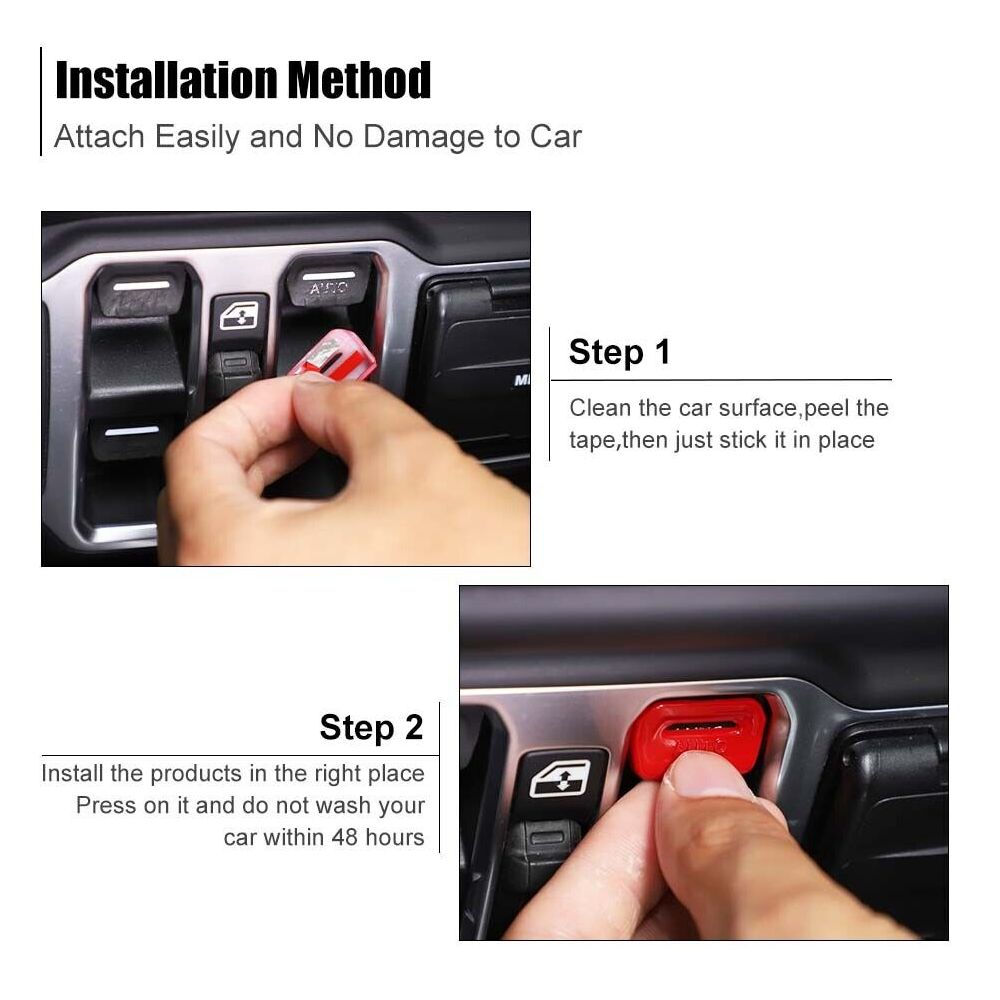 Installation Method
Attach Easily and No Damage to Car
AUTO
Step 1
Clean the car surface,peel the
tape,then just stick it in place
Step 2
Install the products in the right place
Press on it and do not wash your
car within 48 hours
AUTO